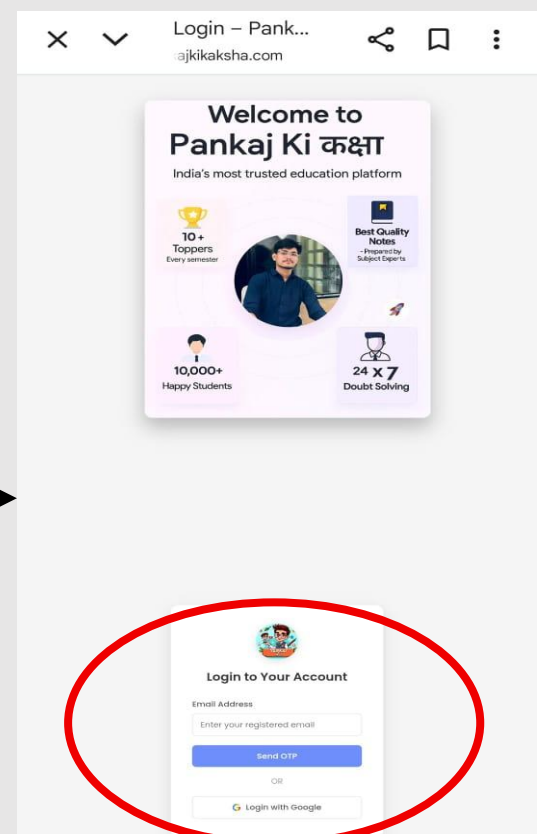 Login – Pank...
ajkikaksha.com
Welcome to
Pankaj Ki कक्षा
India's most trusted education platform
10+
Toppers
Every semester
Best Quality
Notes
- Prepared by
Subject Experts
10,000+
Happy Students
24 x 7
Doubt Solving
Login to Your Account
Email Address
Enter your registered email
Send OTP
OR
Login with Google